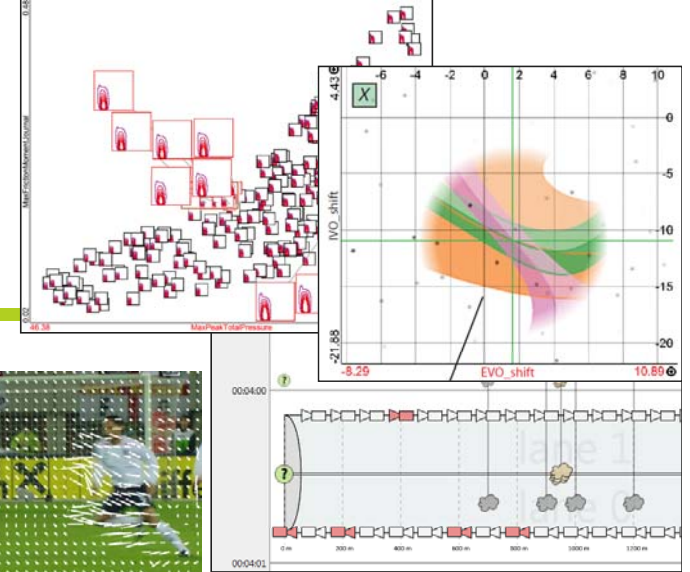 0.48
MaxFrictionMomentJournal
0.02
46.38
MaxPeakTotalPressure
4.43
X
-6 -4 -2 0 2 4 6 8 10
0
-5
-10
-15
-20
IVO_shift
-21.88
-8.29
EVO_shift
10.89
?
00:04:00
lane 1
?
lane 0
0 m 200 m 400 m 600 m 800 m 1000 m 1200 m
00:04:01